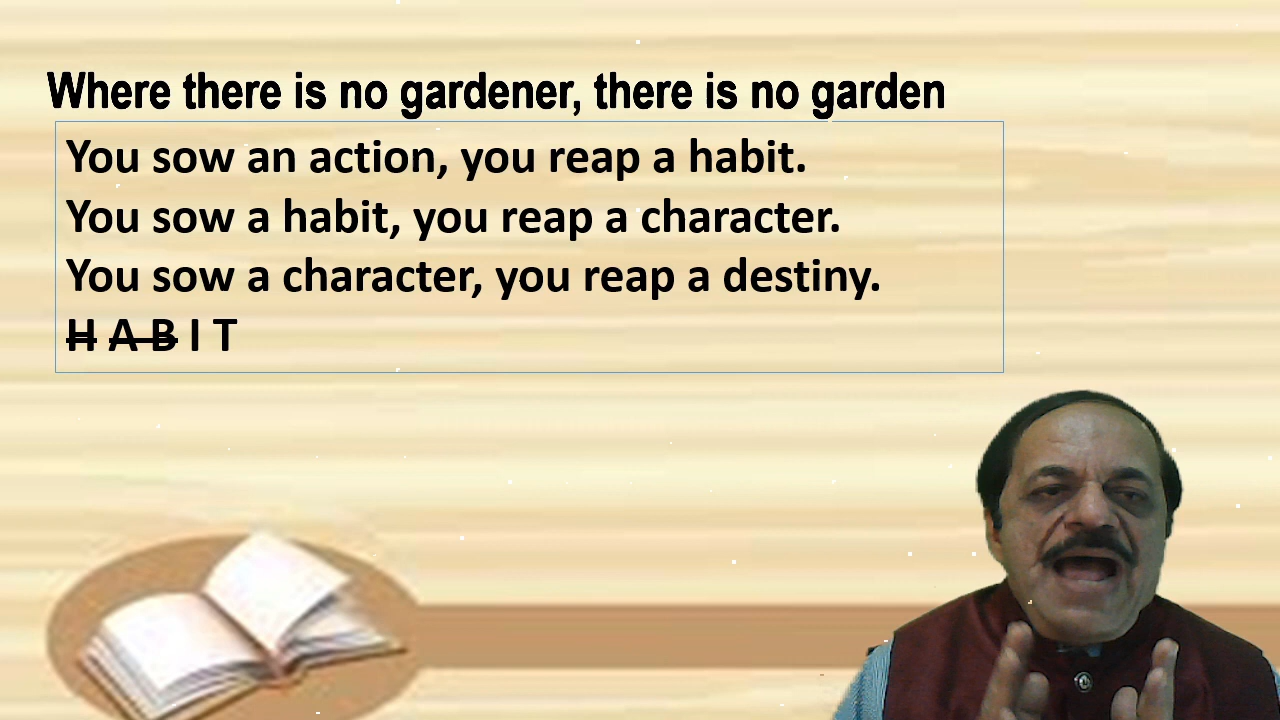 Where there is no gardener, there is no garden
You sow an action, you reap a habit.
You sow a habit, you reap a character.
You sow a character, you reap a destiny.
H A B I T